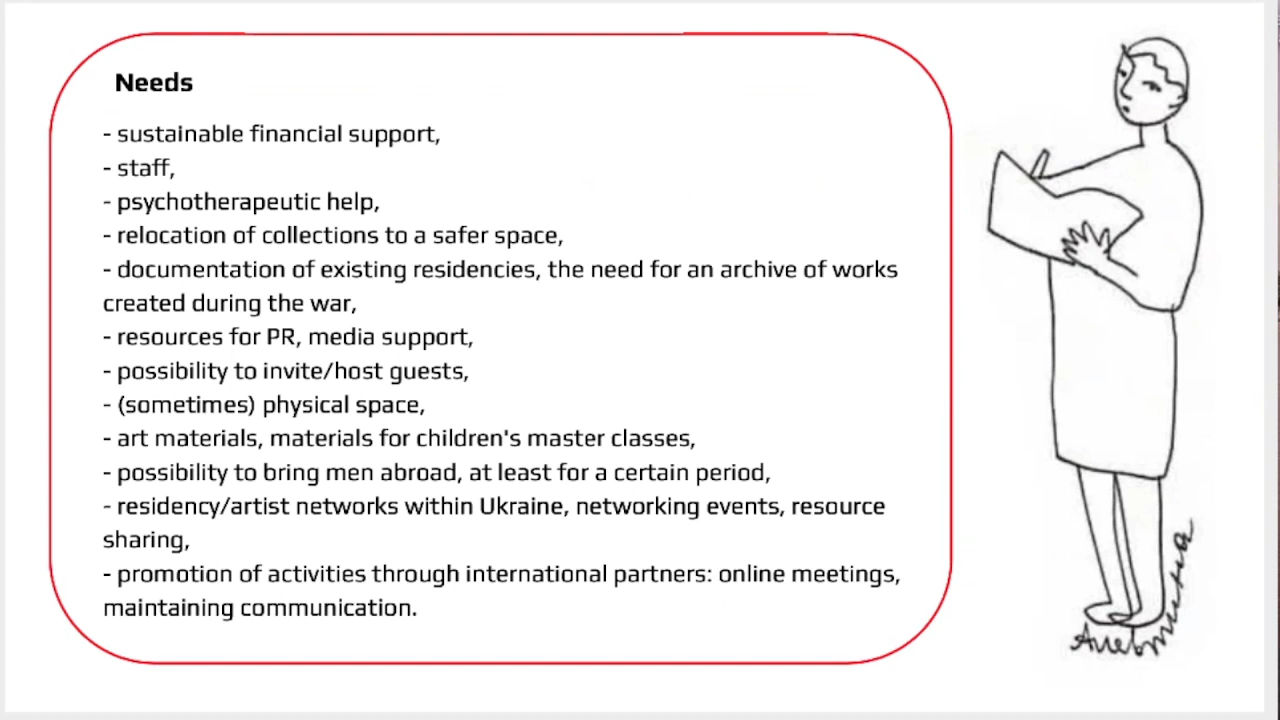 Needs
- sustainable financial support,
- staff,
- psychotherapeutic help,
- relocation of collections to a safer space,
- documentation of existing residencies, the need for an archive of works
created during the war,
- resources for PR, media support,
- possibility to invite/host guests,
- (sometimes) physical space,
- art materials, materials for children's master classes,
- possibility to bring men abroad, at least for a certain period,
- residency/artist networks within Ukraine, networking events, resource
sharing,
- promotion of activities through international partners: online meetings,
maintaining communication.